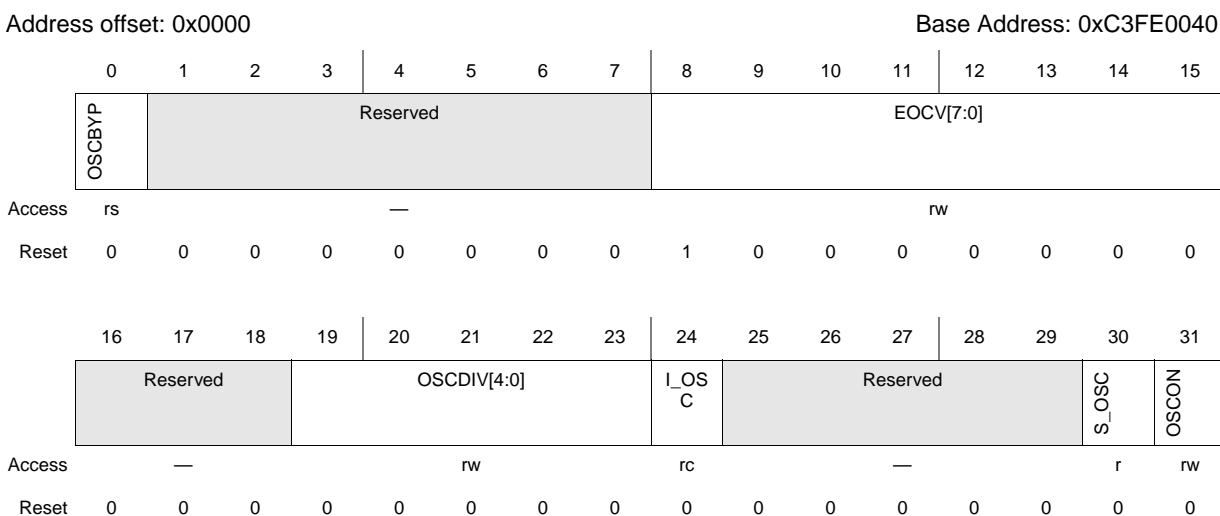 Address offset: 0x0000 Base Address: 0xC3FE0040
0 1 2 3 4 5 6 7 8 9 10 11 12 13 14 15
OSCBYP Reserved EOCV[7:0]
Access rs — rw
Reset 0 0 0 0 0 0 0 0 1 0 0 0 0 0 0 0
16 17 18 19 20 21 22 23 24 25 26 27 28 29 30 31
Reserved OSCDIV[4:0] I_OS Reserved S_OSC OSCON
C
Access — rw rc — r rw
Reset 0 0 0 0 0 0 0 0 0 0 0 0 0 0 0 0